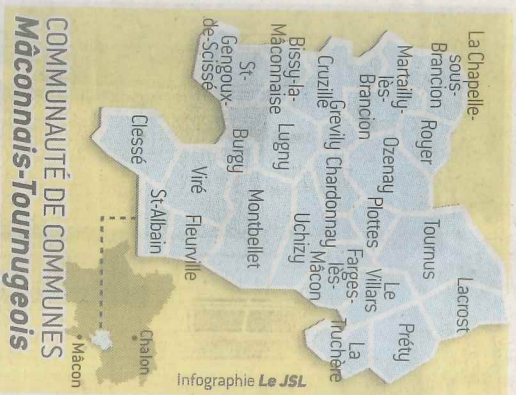 La Chapelle-
sous-
Brancion
Royer
Martailly-
lès-
Brancion
Ozenay
Plottes
Tournus
Lacrost
Préty
Le
Villars
La
Truchère
Farges-
lès-
Mâcon
Cruzille
Grevilly
Chardonnay
Uchizy
Bissy-la-
Mâconnaise
Lugny
St-
Gengoux-
de-Scissé
Burgy
Montbellet
Viré
Fleurville
Clessé
St-Albain
Chalon
Mâcon
COMMUNAUTÉ DE COMMUNES
Mâconnais-Tournugeois
Infographie Le JSL